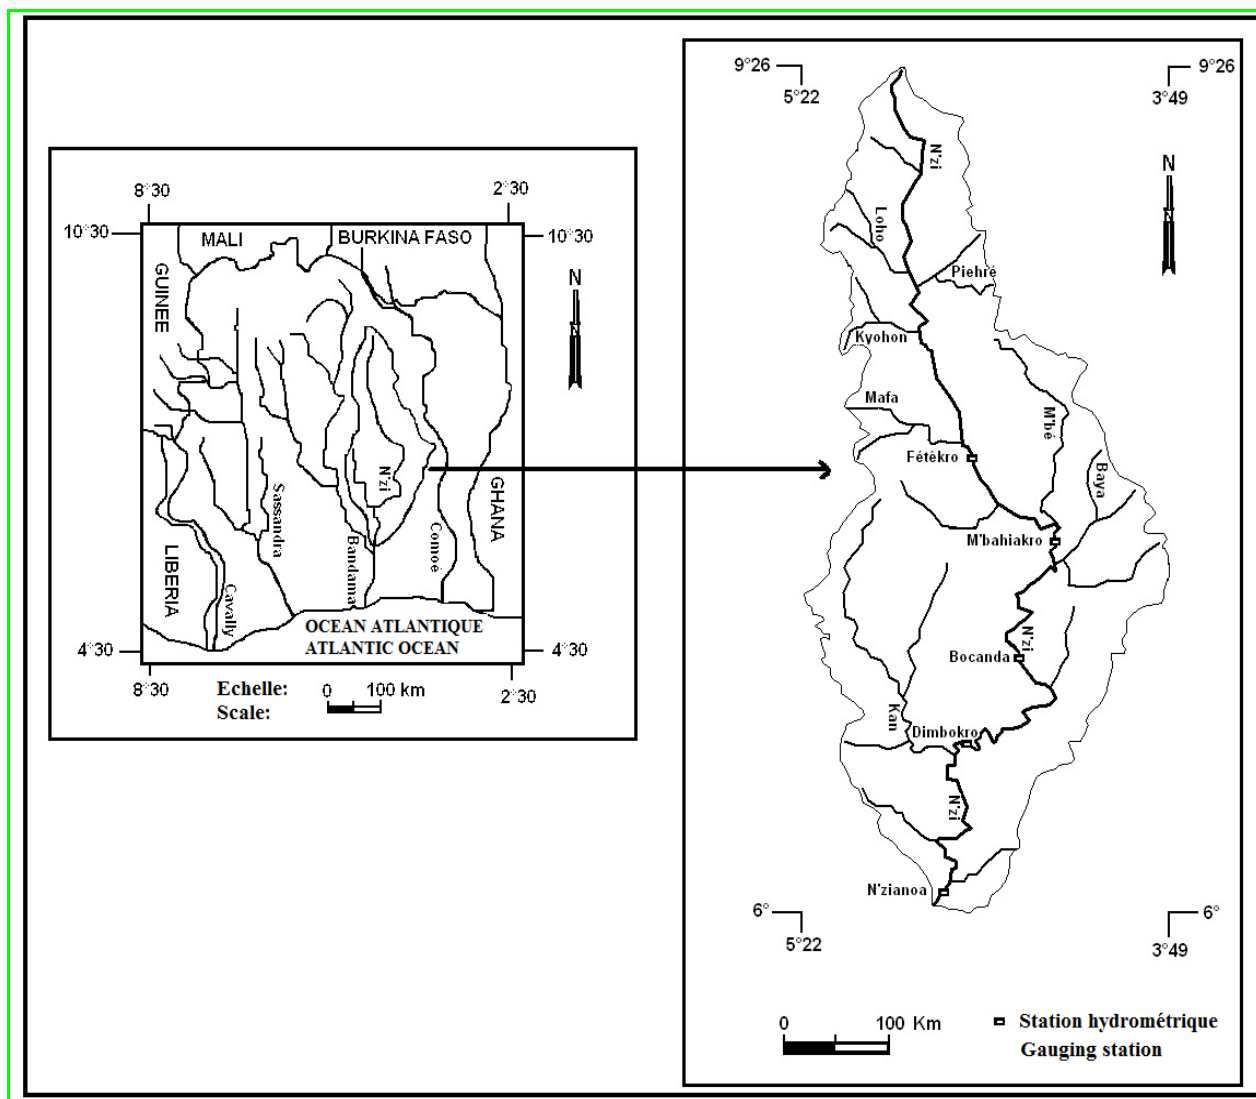 8°30
2°30
10°30
10°30
MALI
BURKINA FASO
GUINEE
N
N'zi
Sassandra
GHANA
Comoé
Bandama
LIBERIA
Cavally
OCEAN ATLANTIQUE
ATLANTIC OCEAN
4°30
4°30
8°30
2°30
Echelle:
Scale:
0 100 km
9°26
9°26
5°22
3°49
N
N'zi
Loho
Piehré
Kyohon
Mafa
M'bé
Fétêkro
Baya
M'bahiakro
N'zi
Bocanda
Kan
Dimbokro
N'zi
N'zianoa
6°
6°
5°22
3°49
0 100 Km
Station hydrométrique
Gauging station